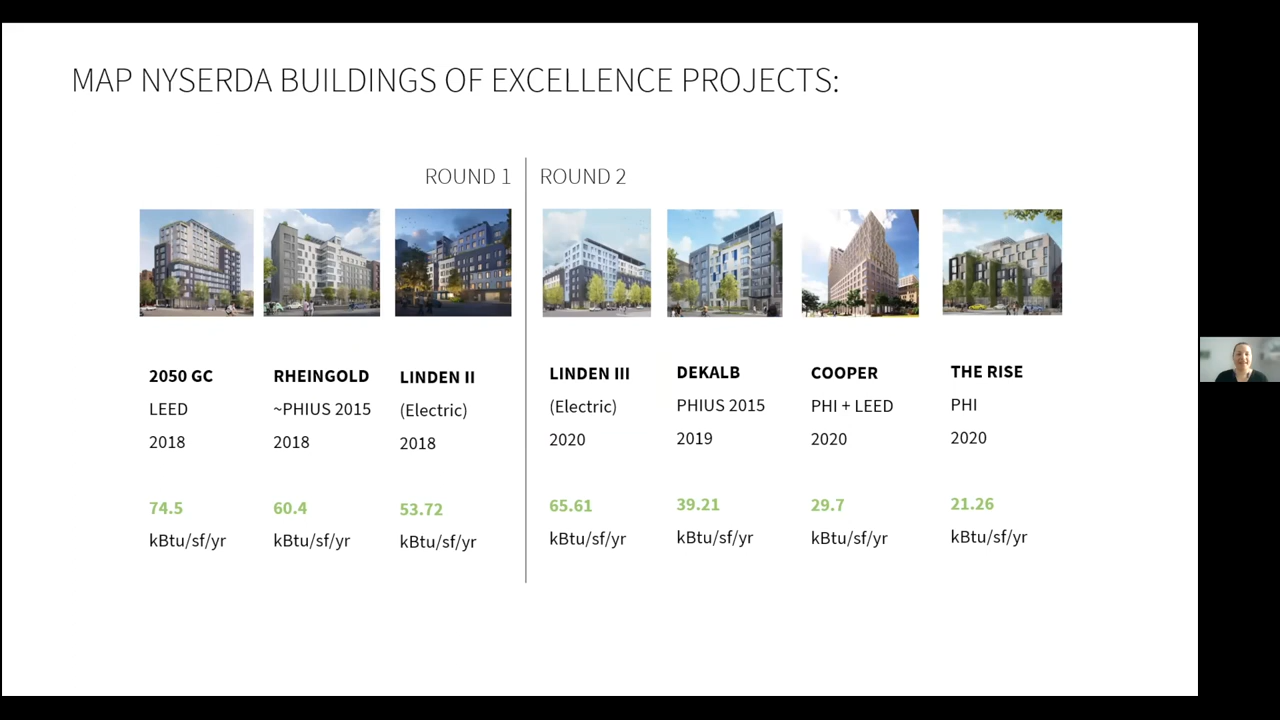 MAP NYSERDA BUILDINGS OF EXCELLENCE PROJECTS:
ROUND 1
ROUND 2
2050 GC
LEED
2018
74.5
kBtu/sf/yr
RHEINGOLD
~PHIUS 2015
2018
60.4
kBtu/sf/yr
LINDEN II
(Electric)
2018
53.72
kBtu/sf/yr
LINDEN III
(Electric)
2020
65.61
kBtu/sf/yr
DEKALB
PHIUS 2015
2019
39.21
kBtu/sf/yr
COOPER
PHI + LEED
2020
29.7
kBtu/sf/yr
THE RISE
PHI
2020
21.26
kBtu/sf/yr